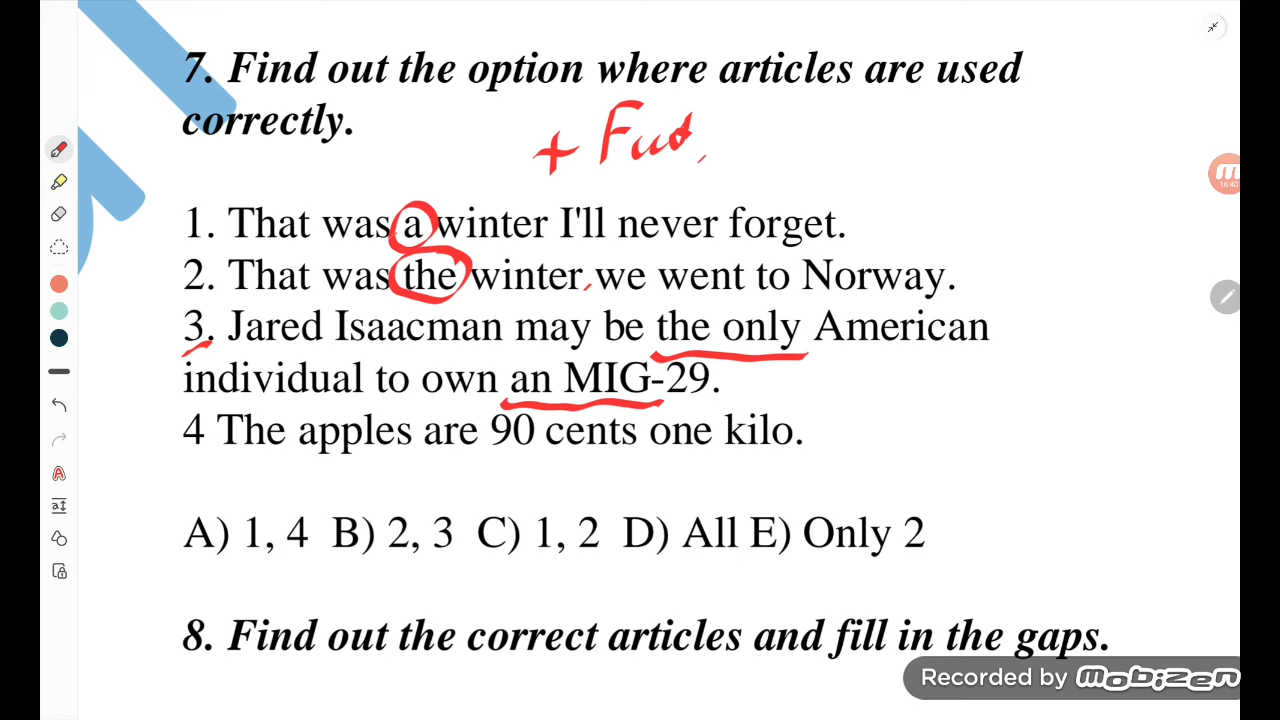 7. Find out the option where articles are used
correctly.
1. That was a winter I'll never forget.
2. That was the winter we went to Norway.
3. Jared Isaacman may be the only American
individual to own an MIG-29.
4 The apples are 90 cents one kilo.
A) 1, 4 B) 2, 3 C) 1, 2 D) All E) Only 2
8. Find out the correct articles and fill in the gaps.
16:40
Recorded by mobizen